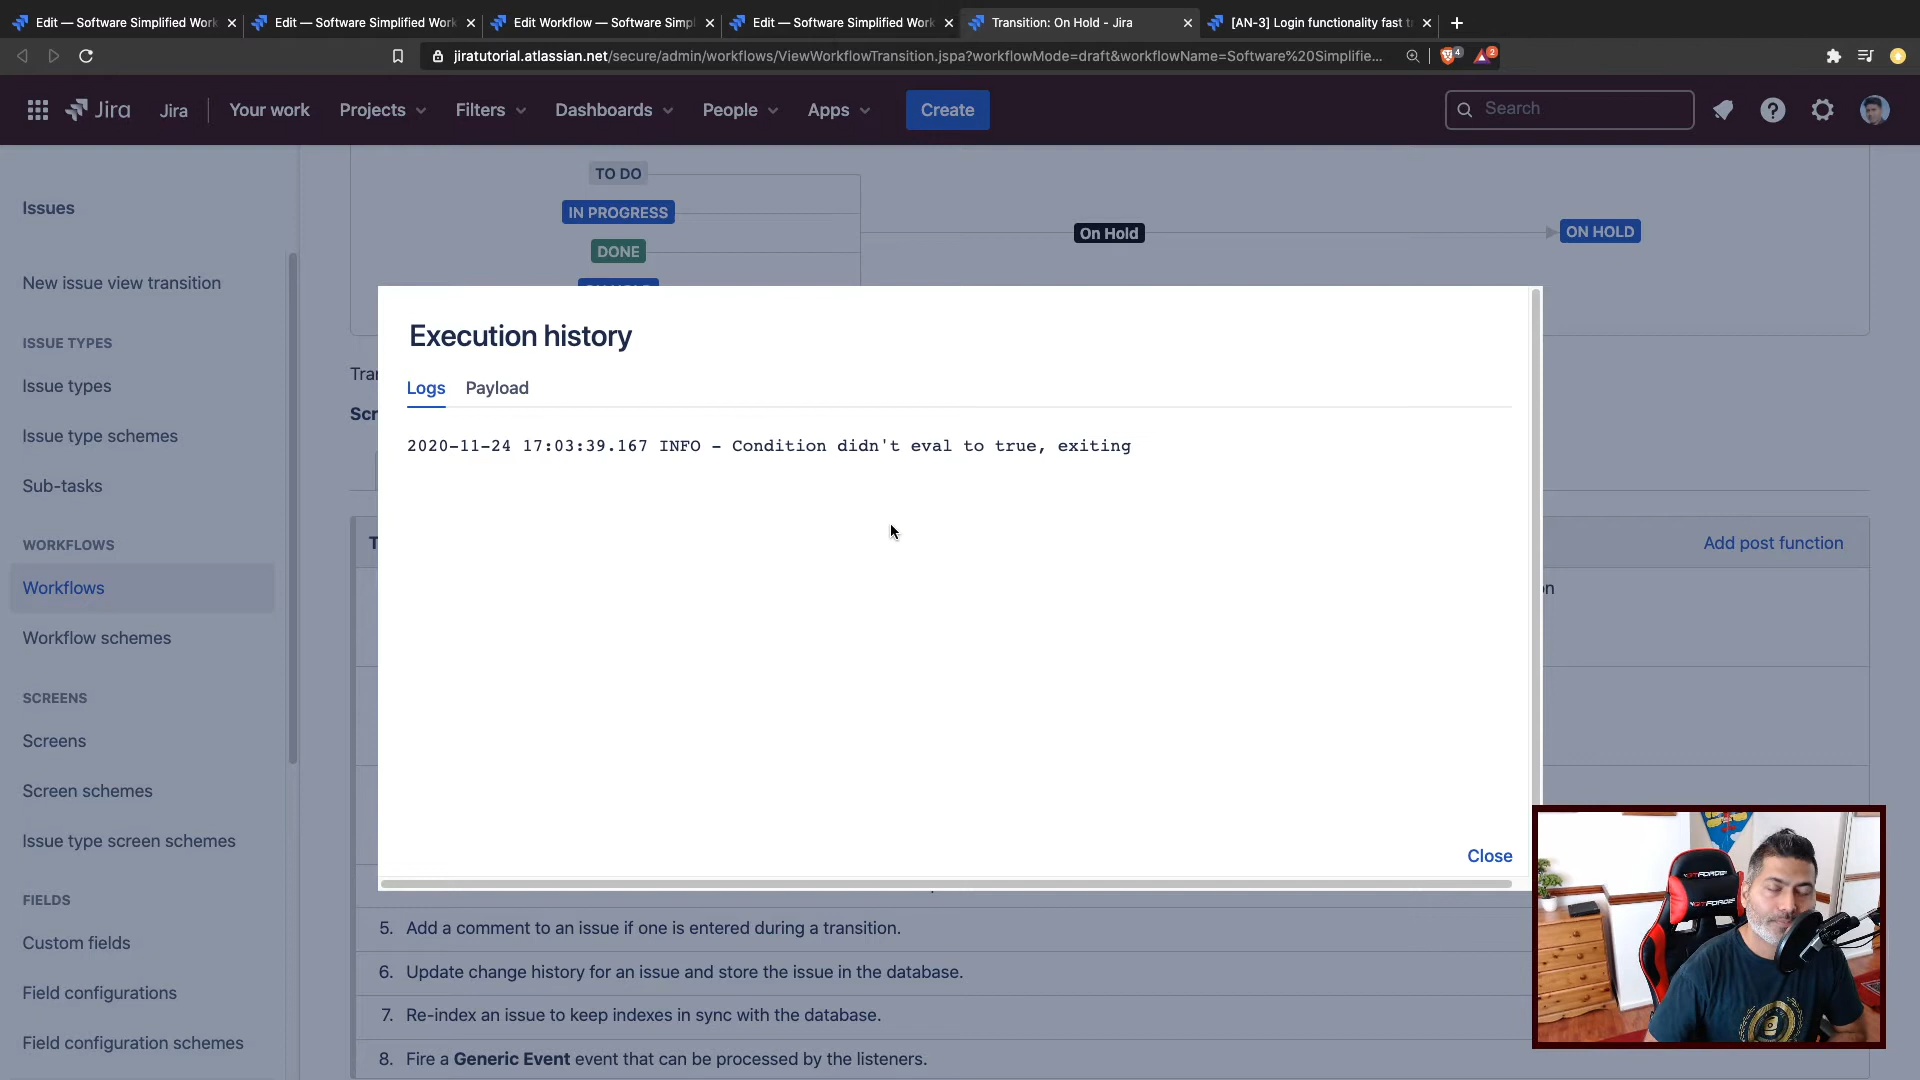 Edit — Software Simplified Work
Edit — Software Simplified Work
Edit Workflow — Software Simpl
Edit — Software Simplified Work
Transition: On Hold - Jira
[AN-3] Login functionality fast t
jiratutorial.atlassian.net/secure/admin/workflows/ViewWorkflowTransition.jspa?workflowMode=draft&workflowName=Software%20Simplifie...
4
2
Jira
Jira
Your work
Projects
Filters
Dashboards
People
Apps
Create
Search
Issues
New issue view transition
ISSUE TYPES
Issue types
Issue type schemes
Sub-tasks
WORKFLOWS
Workflows
Workflow schemes
SCREENS
Screens
Screen schemes
Issue type screen schemes
FIELDS
Custom fields
Field configurations
Field configuration schemes
TO DO
IN PROGRESS
DONE
On Hold
ON HOLD
Tra
Scr
T
Add post function
on
Execution history
Logs
Payload
2020-11-24 17:03:39.167 INFO - Condition didn't eval to true, exiting
Close
5. Add a comment to an issue if one is entered during a transition.
6. Update change history for an issue and store the issue in the database.
7. Re-index an issue to keep indexes in sync with the database.
8. Fire a Generic Event event that can be processed by the listeners.
GTFORCE